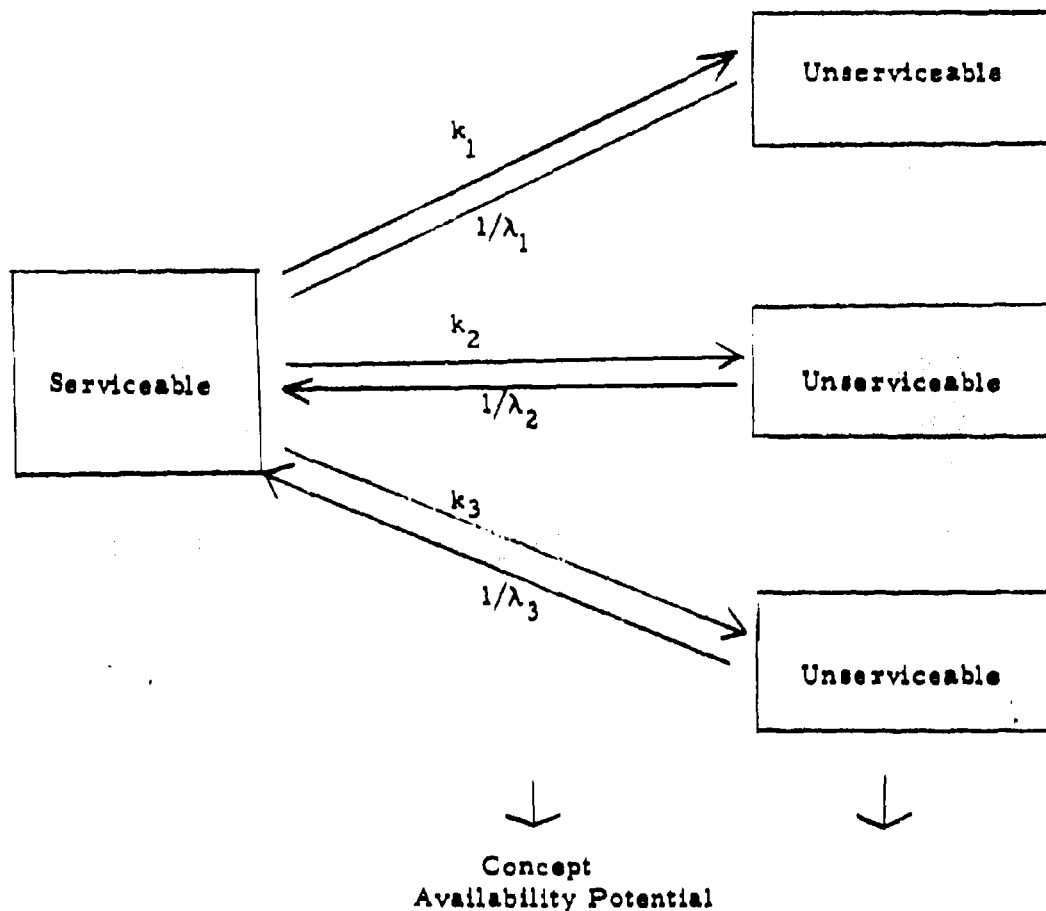 Unserviceable
k₁
1/λ₁
k₂
Serviceable
Unserviceable
1/λ₂
k₃
1/λ₃
Unserviceable
Concept
Availability Potential